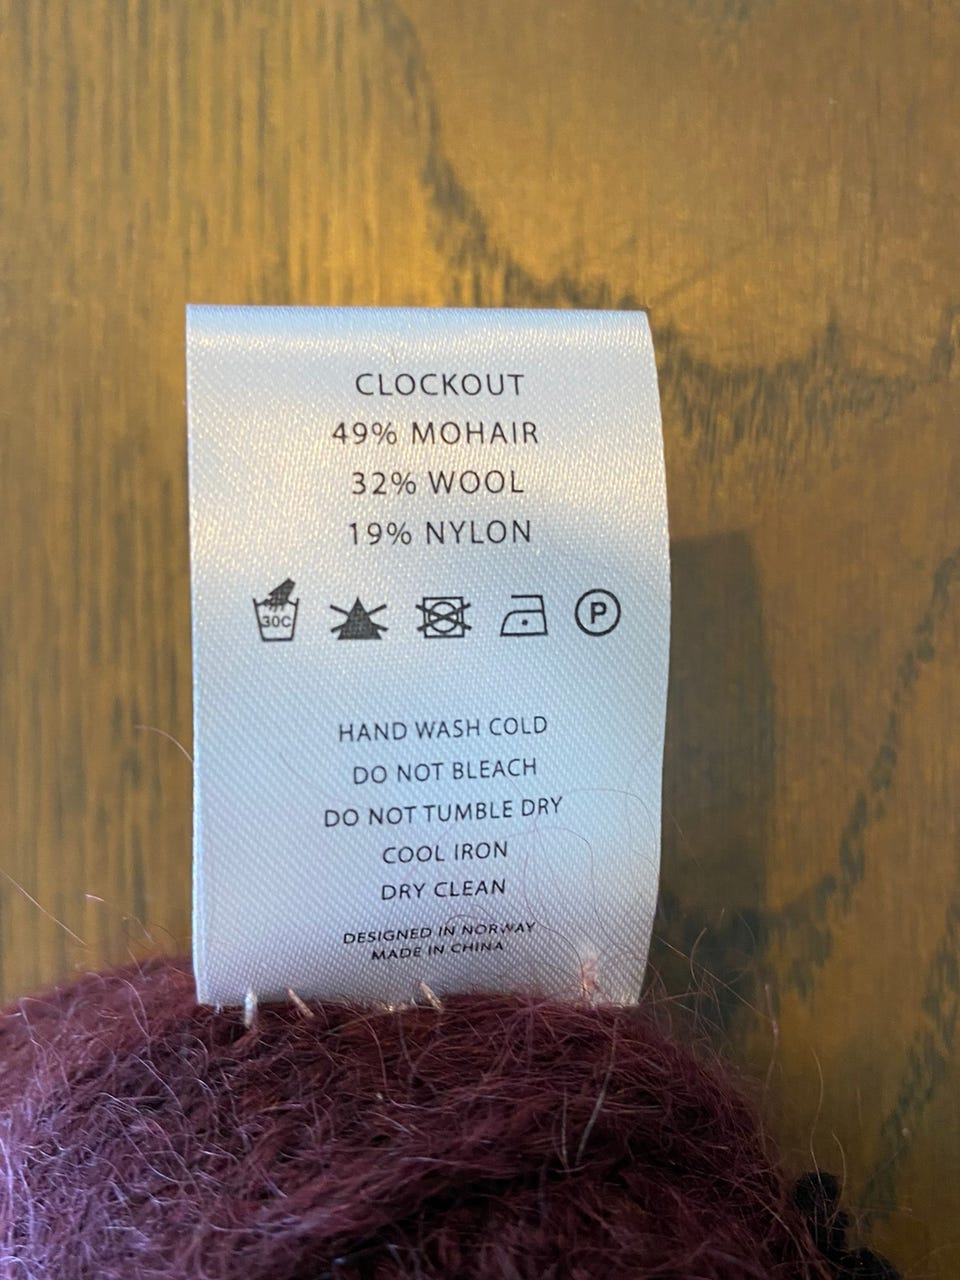 CLOCKOUT
49% MOHAIR
32% WOOL
19% NYLON
30C P
HAND WASH COLD
DO NOT BLEACH
DO NOT TUMBLE DRY
COOL IRON
DRY CLEAN
DESIGNED IN NORWAY
MADE IN CHINA